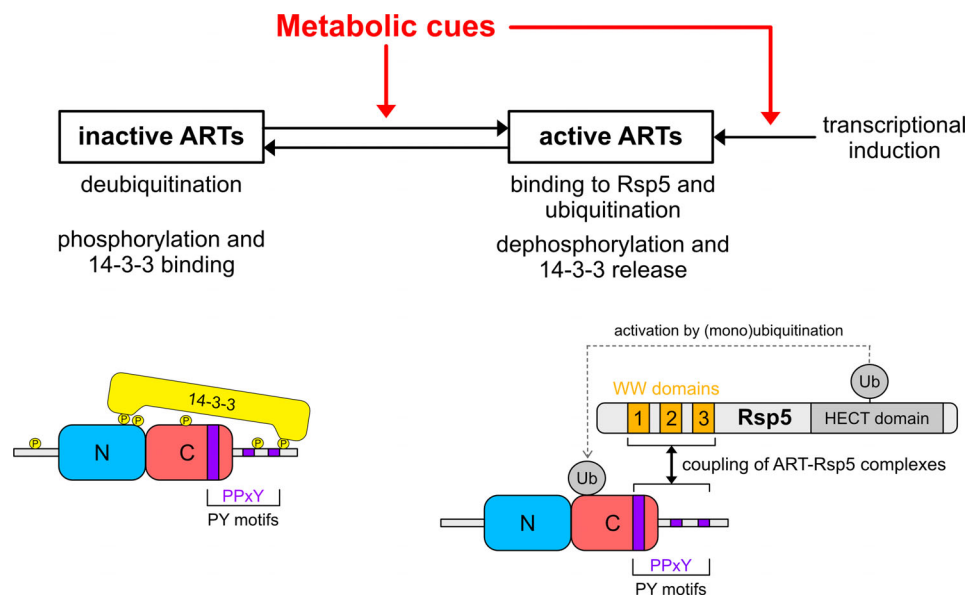 Metabolic cues
inactive ARTs
active ARTs
transcriptional
induction
deubiquitination
binding to Rsp5 and
ubiquitination
phosphorylation and
14-3-3 binding
dephosphorylation and
14-3-3 release
activation by (mono)ubiquitination
Ub
WW domains
1 2 3 Rsp5 HECT domain
14-3-3
P
P P P
P P
N C
PPxY
PY motifs
coupling of ART-Rsp5 complexes
Ub
N C
PPxY
PY motifs